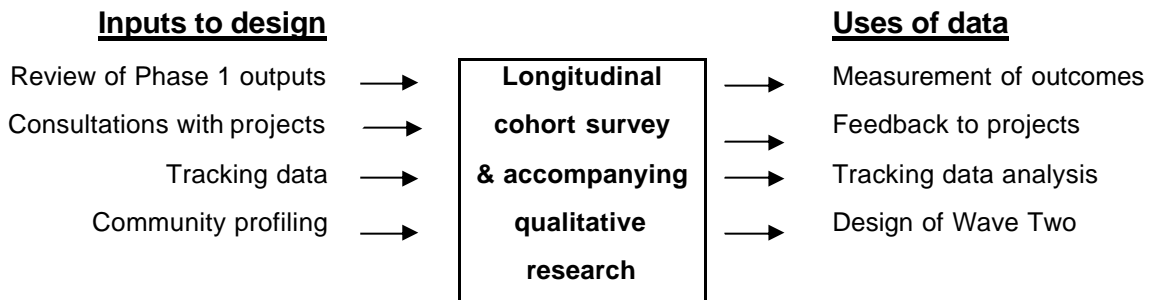 Inputs to design
Uses of data
Review of Phase 1 outputs
Longitudinal
Measurement of outcomes
Consultations with projects
cohort survey
Feedback to projects
Tracking data
& accompanying
Tracking data analysis
Community profiling
qualitative
Design of Wave Two
research